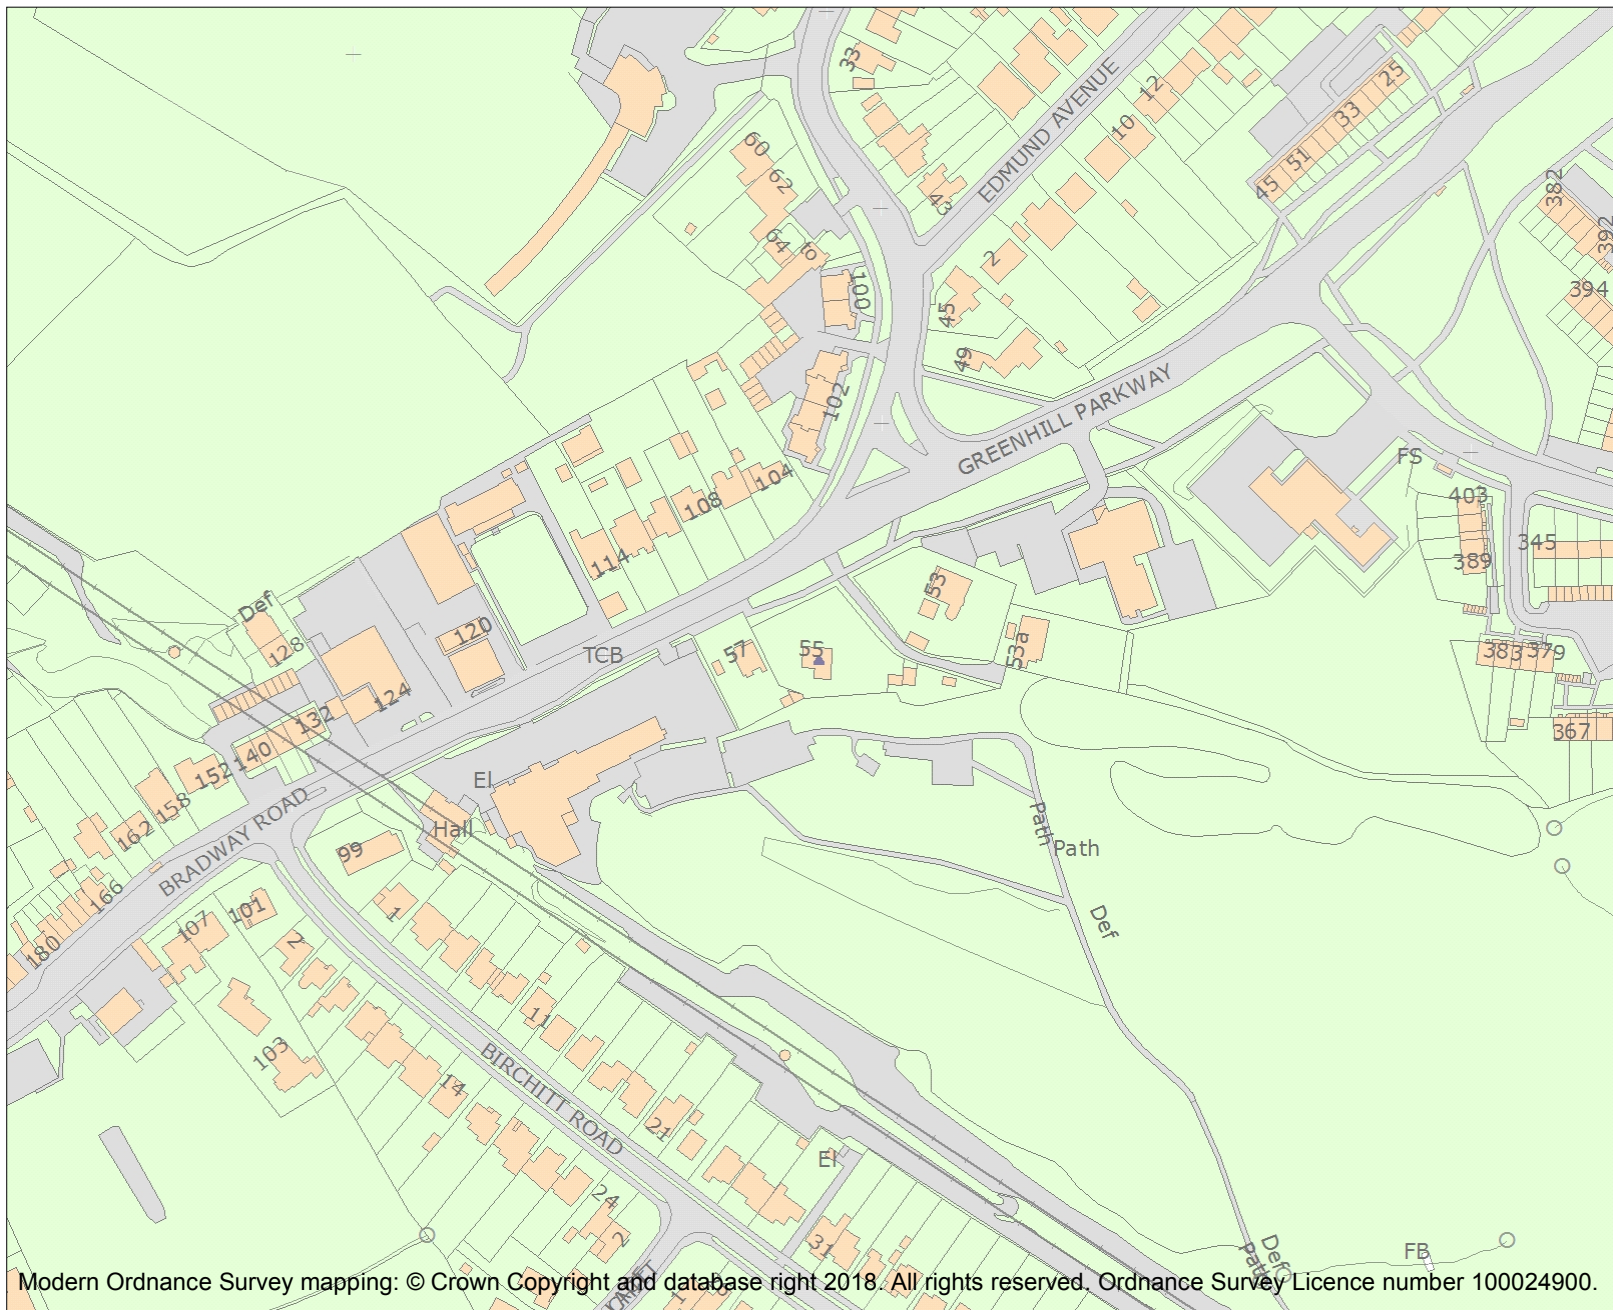 33
EDMUND AVENUE
12
10
25
33
51
45
382
392
394
60
62
64
to
100
43
2
45
49
102
GREENHILL PARKWAY
FS
403
389
345
383
379
367
104
108
114
53
53a
55
57
TCB
120
124
Def
128
132
140
152
158
162
166
180
BRADWAY ROAD
El
Hall
99
101
107
103
1
2
11
14
BIRCHITT ROAD
21
24
2
El
31
Path
Path
Def
Def
Path
FB
Modern Ordnance Survey mapping: © Crown Copyright and database right 2018. All rights reserved. Ordnance Survey Licence number 100024900.